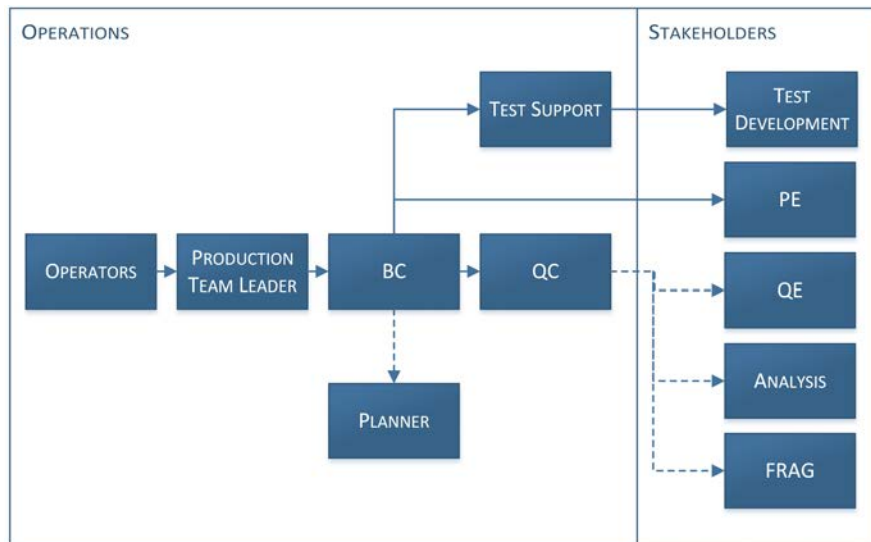 OPERATIONS
STAKEHOLDERS
TEST SUPPORT
TEST
DEVELOPMENT
PE
OPERATORS
PRODUCTION
TEAM LEADER
BC
QC
QE
PLANNER
ANALYSIS
FRAG